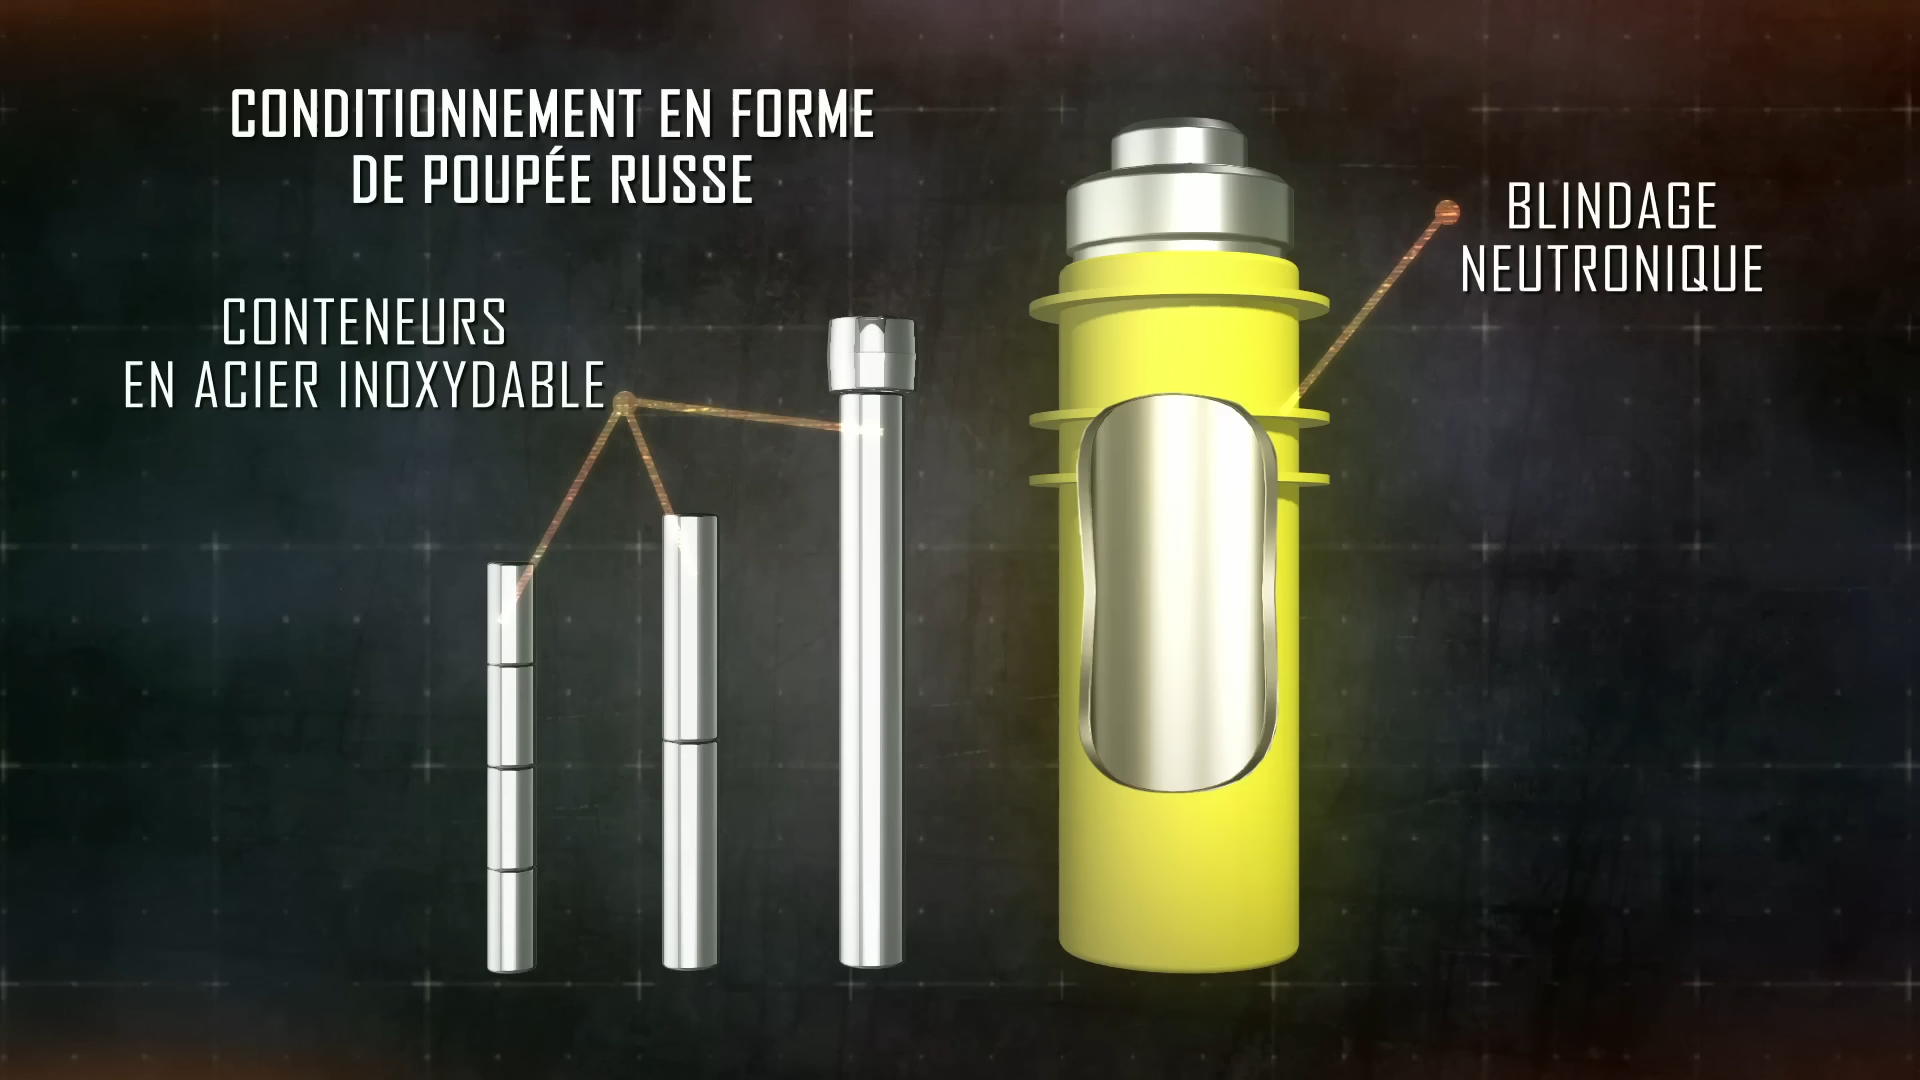 CONDITIONNEMENT EN FORME
DE POUPÉE RUSSE
CONTENEURS
EN ACIER INOXYDABLE
BLINDAGE
NEUTRONIQUE